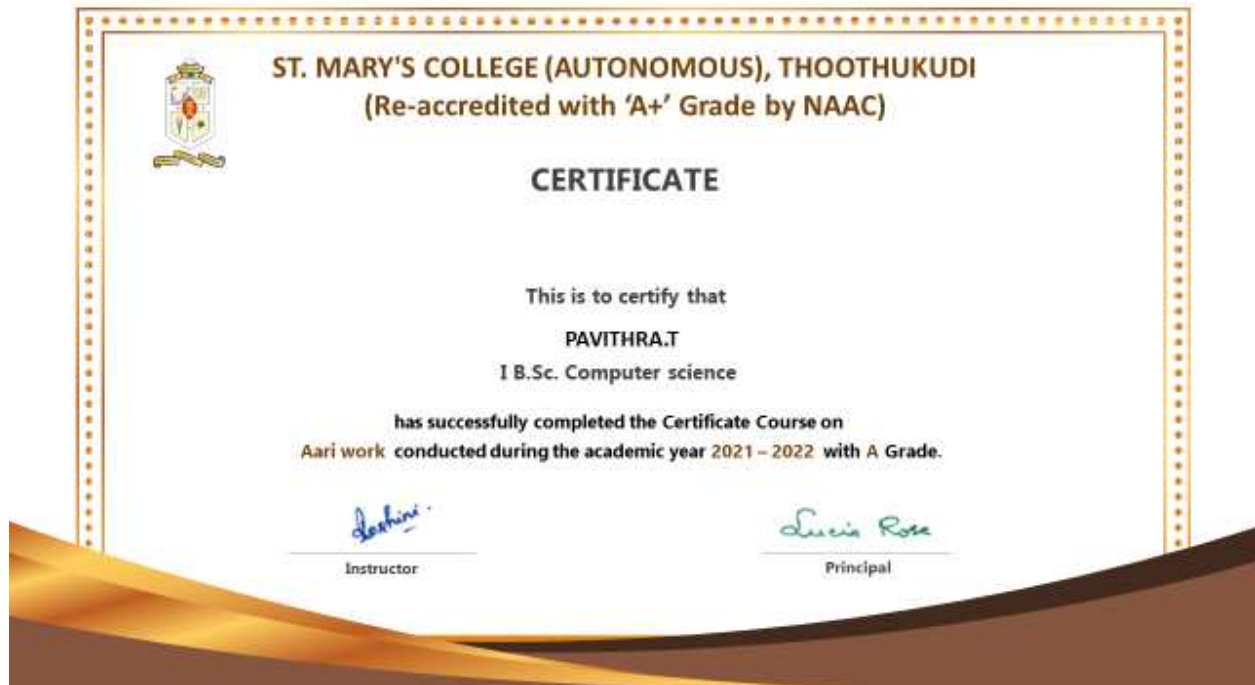 ST. MARY'S COLLEGE (AUTONOMOUS), THOOTHUKUDI
(Re-accredited with ‘A+’ Grade by NAAC)
CERTIFICATE
This is to certify that
PAVITHRA.T
I B.Sc. Computer science
has successfully completed the Certificate Course on
Aari work conducted during the academic year 2021 – 2022 with A Grade.
Lucia Rose
Instructor
Principal